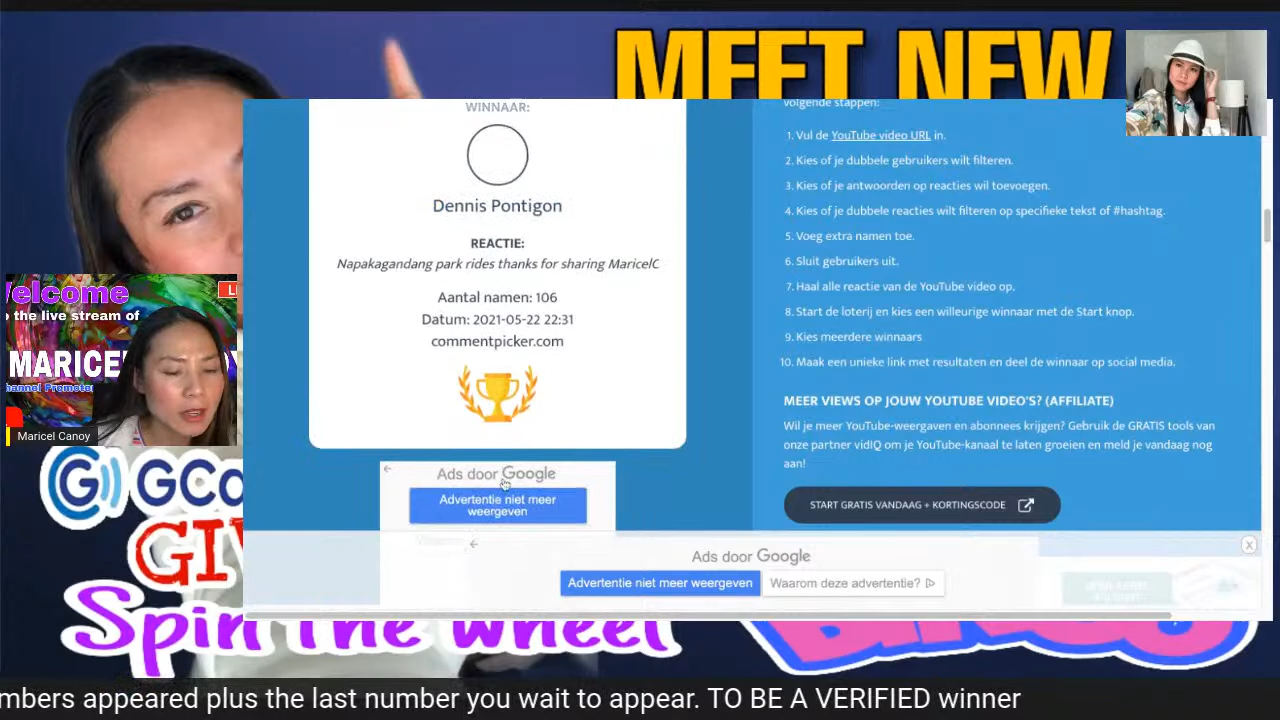 MEET NEW
WINNAAR:
Dennis Pontigon
REACTIE:
Napakagandang park rides thanks for sharing MaricelC
Aantal namen: 106
Datum: 2021-05-22 22:31
commentpicker.com
Ads door Google
Advertentie niet meer
weergeven
volgende stappen:
1. Vul de YouTube video URL in.
2. Kies of je dubbele gebruikers wilt filteren.
3. Kies of je antwoorden op reacties wil toevoegen.
4. Kies of je dubbele reacties wilt filteren op specifieke tekst of #hashtag.
5. Voeg extra namen toe.
6. Sluit gebruikers uit.
7. Haal alle reactie van de YouTube video op.
8. Start de loterij en kies een willeurige winnaar met de Start knop.
9. Kies meerdere winnaars
10. Maak een unieke link met resultaten en deel de winnaar op social media.
MEER VIEWS OP JOUW YOUTUBE VIDEO'S? (AFFILIATE)
Wil je meer YouTube-weergaven en abonnees krijgen? Gebruik de GRATIS tools van
onze partner vidIQ om je YouTube-kanaal te laten groeien en meld je vandaag nog
aan!
START GRATIS VANDAAG + KORTINGSCODE
Ads door Google
X
Advertentie niet meer weergeven
Waarom deze advertentie?
Welcome
o the live stream of
MARICEL
hannel Promote
Maricel Canoy
GCa
GIV
Spin the wheel
BINGO
mbers appeared plus the last number you wait to appear. TO BE A VERIFIED winner